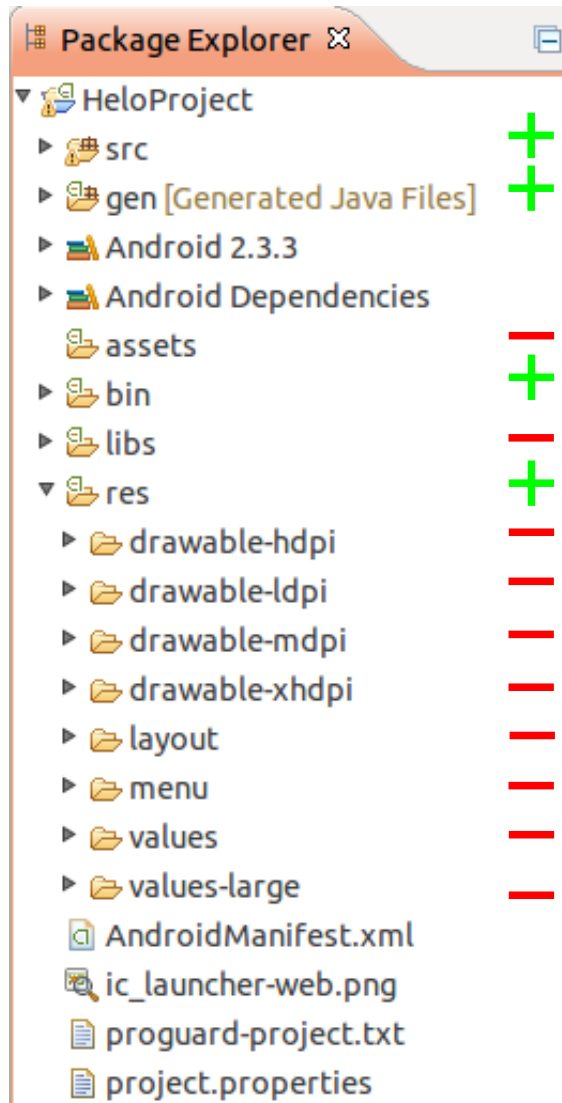 Package Explorer
HeloProject
src
gen [Generated Java Files]
Android 2.3.3
Android Dependencies
assets
bin
libs
res
drawable-hdpi
drawable-ldpi
drawable-mdpi
drawable-xhdpi
layout
menu
values
values-large
AndroidManifest.xml
ic_launcher-web.png
proguard-project.txt
project.properties